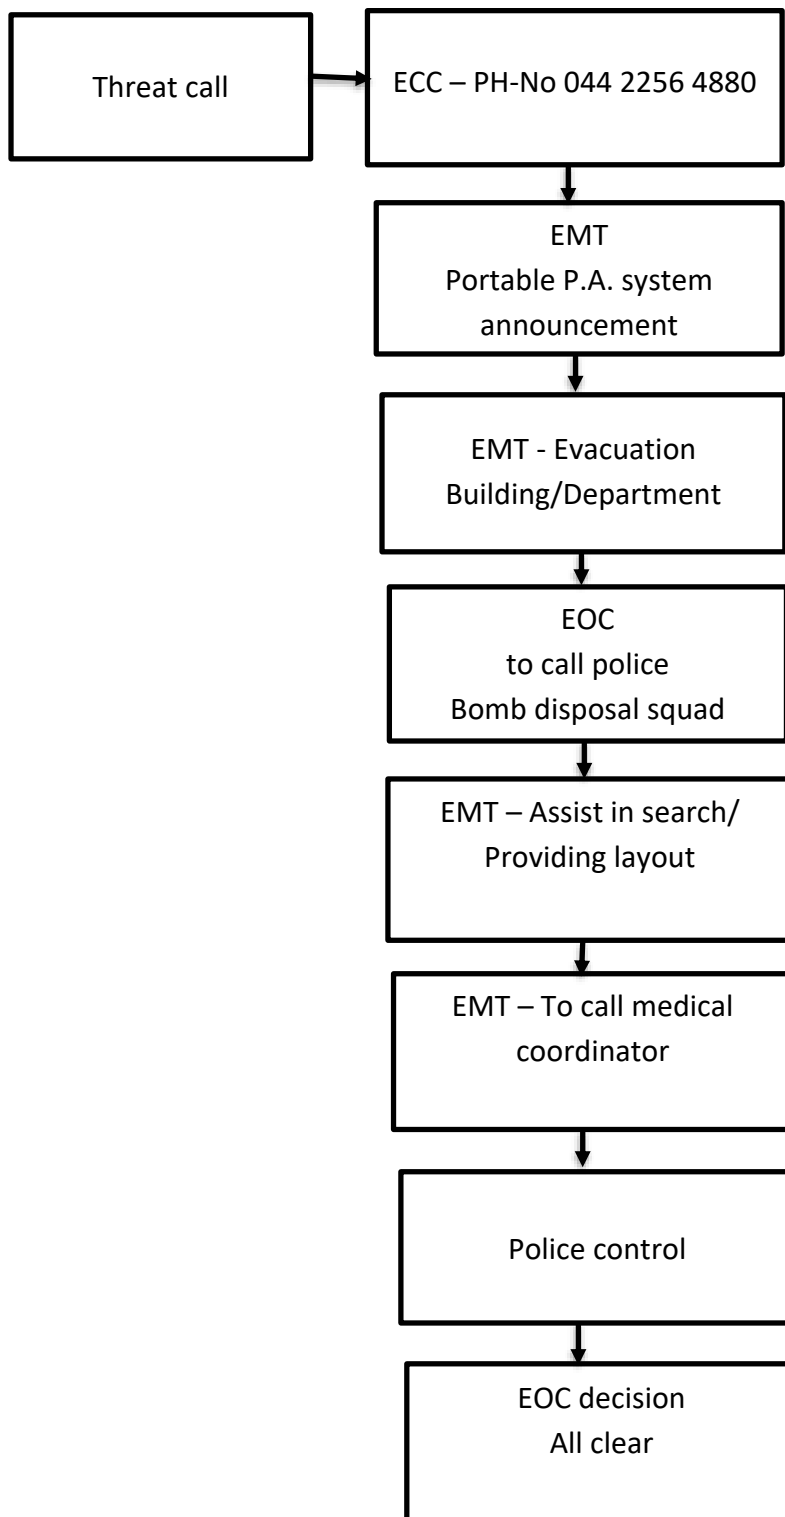 Threat call
ECC – PH-No 044 2256 4880
EMT
Portable P.A. system
announcement
EMT - Evacuation
Building/Department
EOC
to call police
Bomb disposal squad
EMT – Assist in search/
Providing layout
EMT – To call medical
coordinator
Police control
EOC decision
All clear